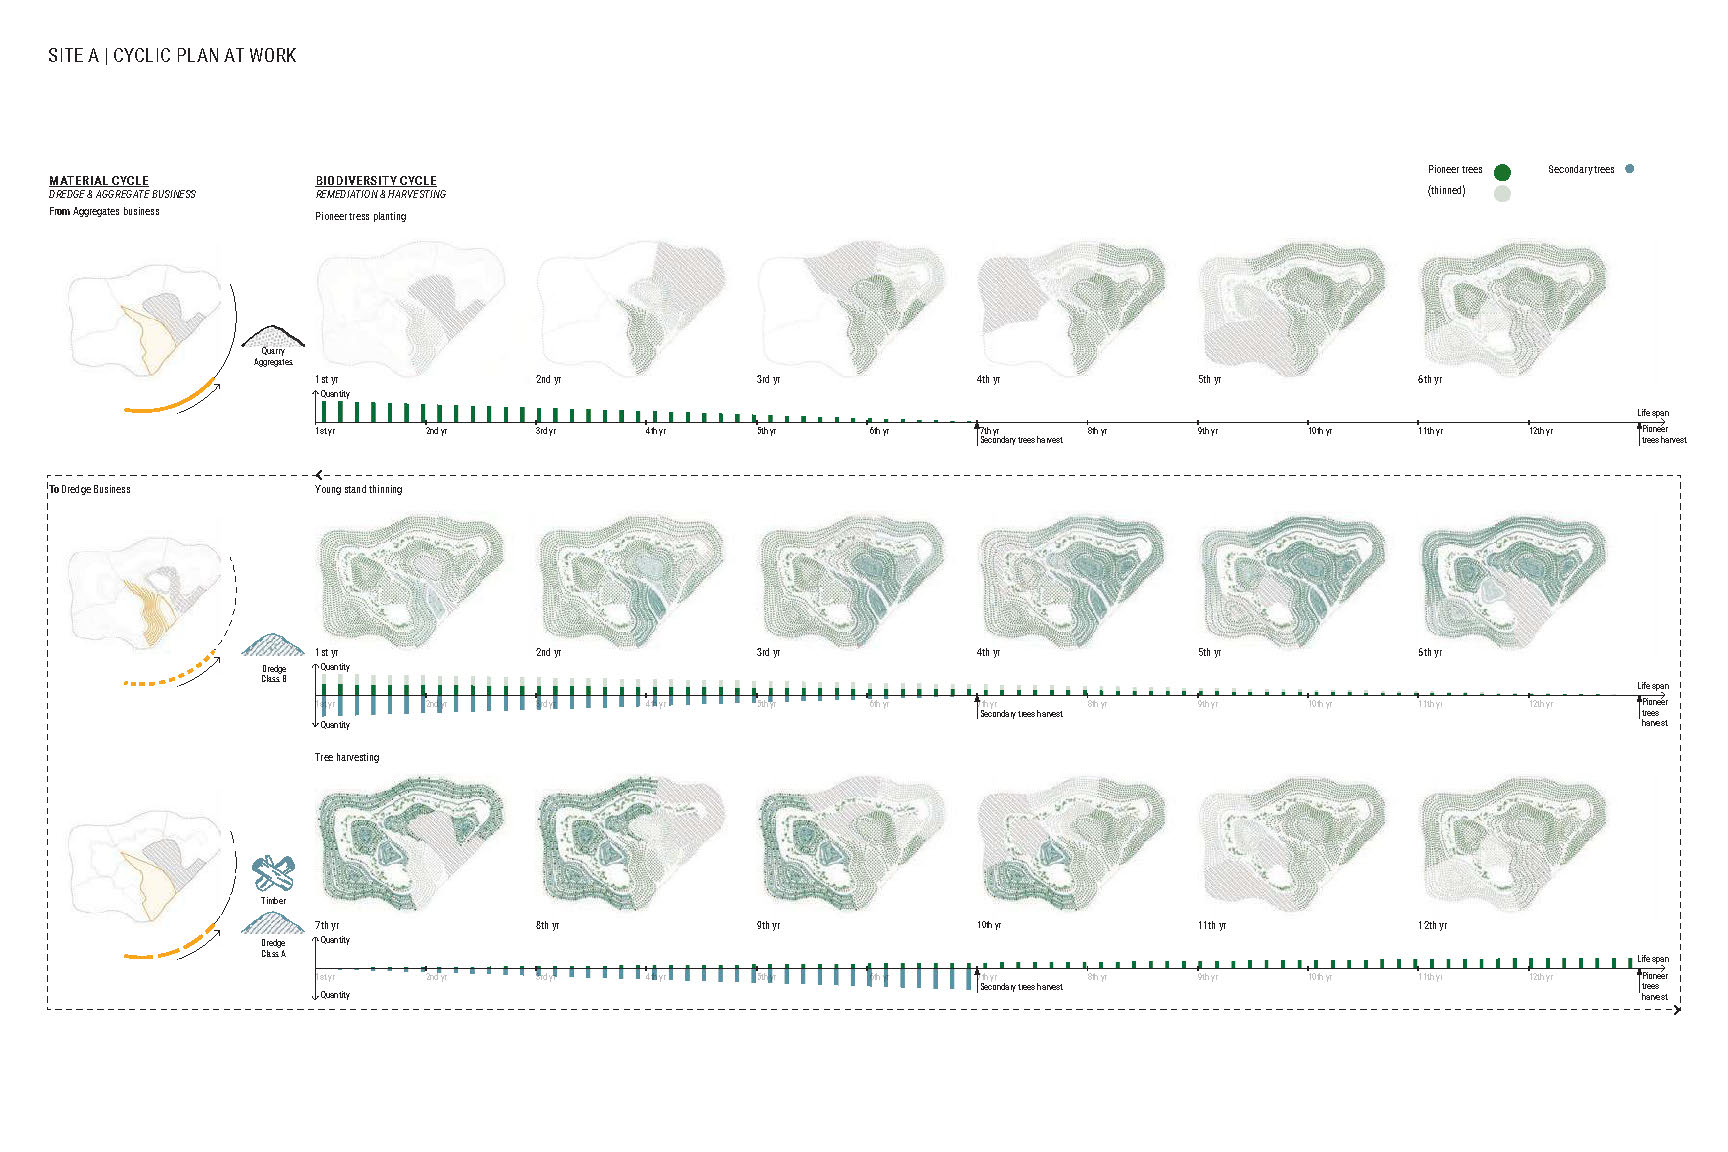 SITE A | CYCLIC PLAN AT WORK
Pioneer trees
Secondary trees
(thinned)
MATERIAL CYCLE
DREDGE & AGGREGATE BUSINESS
From Aggregates business
BIODIVERSITY CYCLE
REMEDIATION & HARVESTING
Pioneer tress planting
Quarry
Aggregates
1st yr
2nd yr
3rd yr
4th yr
5th yr
6th yr
Quantity
Life span
1st yr
2nd yr
3rd yr
4th yr
5th yr
6th yr
7th yr
8th yr
9th yr
10th yr
11th yr
12th yr
Secondary trees harvest
Pioneer
trees harvest
To Dredge Business
Young stand thinning
Dredge
Class B
1st yr
2nd yr
3rd yr
4th yr
5th yr
6th yr
Quantity
Life span
1st yr
2nd yr
3rd yr
4th yr
5th yr
6th yr
7th yr
8th yr
9th yr
10th yr
11th yr
12th yr
Secondary trees harvest
Pioneer
trees
harvest
Quantity
Tree harvesting
Timber
Dredge
Class A
7th yr
8th yr
9th yr
10th yr
11th yr
12th yr
Quantity
Life span
1st yr
2nd yr
3rd yr
4th yr
5th yr
6th yr
7th yr
8th yr
9th yr
10th yr
11th yr
12th yr
Secondary trees harvest
Pioneer
trees
harvest
Quantity